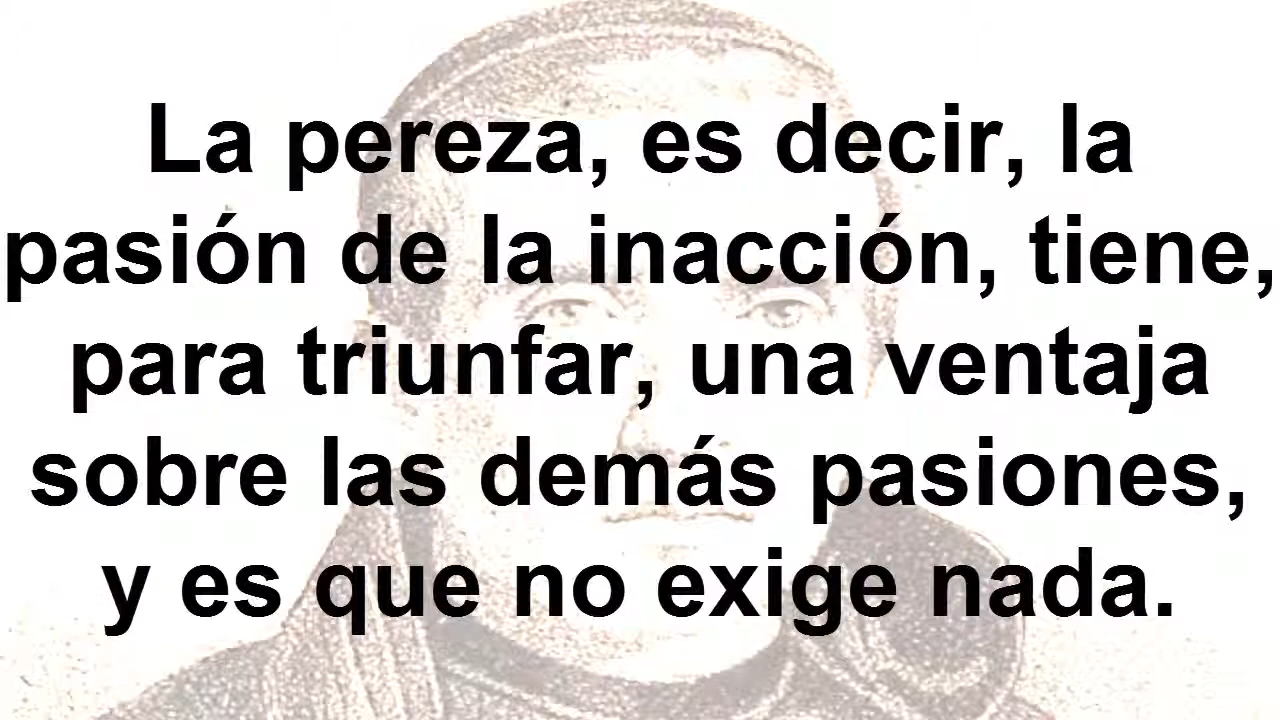 La pereza, es decir, la
pasión de la inacción, tiene,
para triunfar, una ventaja
sobre las demás pasiones,
y es que no exige nada.